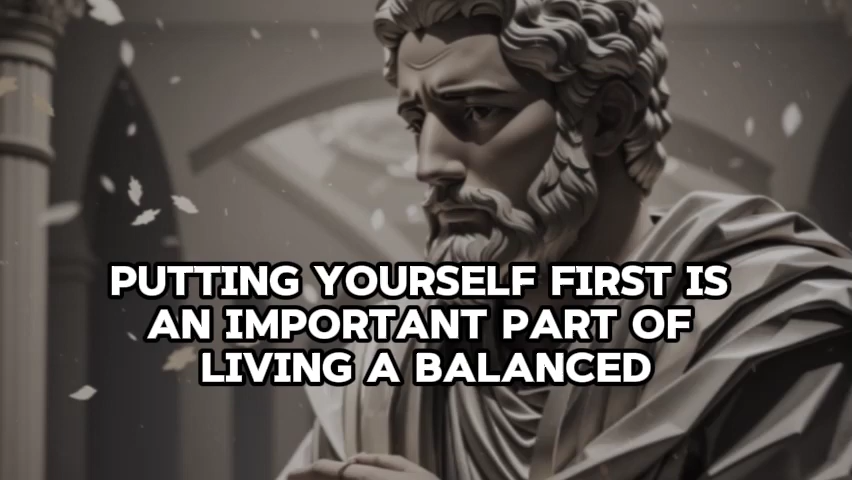 PUTTING YOURSELF FIRST IS
AN IMPORTANT PART OF
LIVING A BALANCED